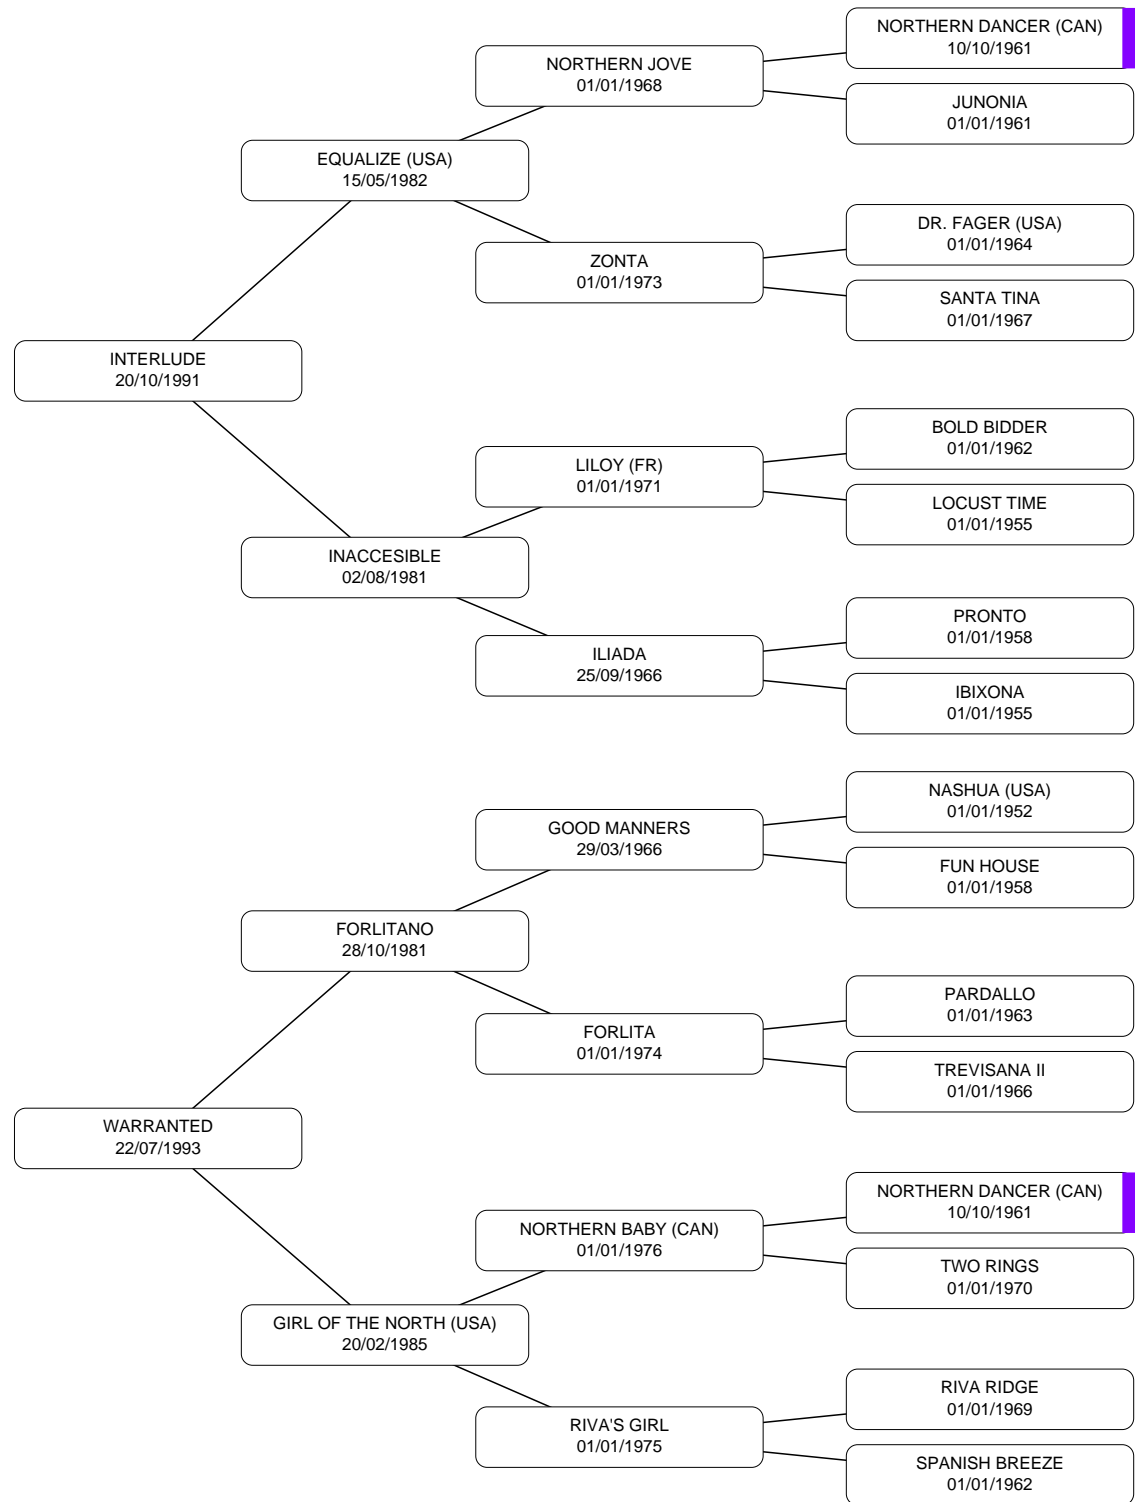 NORTHERN DANCER (CAN)
10/10/1961
NORTHERN JOVE
01/01/1968
JUNONIA
01/01/1961
EQUALIZE (USA)
15/05/1982
DR. FAGER (USA)
01/01/1964
ZONTA
01/01/1973
SANTA TINA
01/01/1967
INTERLUDE
20/10/1991
BOLD BIDDER
01/01/1962
LILOY (FR)
01/01/1971
LOCUST TIME
01/01/1955
INACCESIBLE
02/08/1981
PRONTO
01/01/1958
ILIADA
25/09/1966
IBIXONA
01/01/1955
NASHUA (USA)
01/01/1952
GOOD MANNERS
29/03/1966
FUN HOUSE
01/01/1958
FORLITANO
28/10/1981
PARDALLO
01/01/1963
FORLITA
01/01/1974
TREVISANA II
01/01/1966
WARRANTED
22/07/1993
NORTHERN DANCER (CAN)
10/10/1961
NORTHERN BABY (CAN)
01/01/1976
TWO RINGS
01/01/1970
GIRL OF THE NORTH (USA)
20/02/1985
RIVA RIDGE
01/01/1969
RIVA'S GIRL
01/01/1975
SPANISH BREEZE
01/01/1962